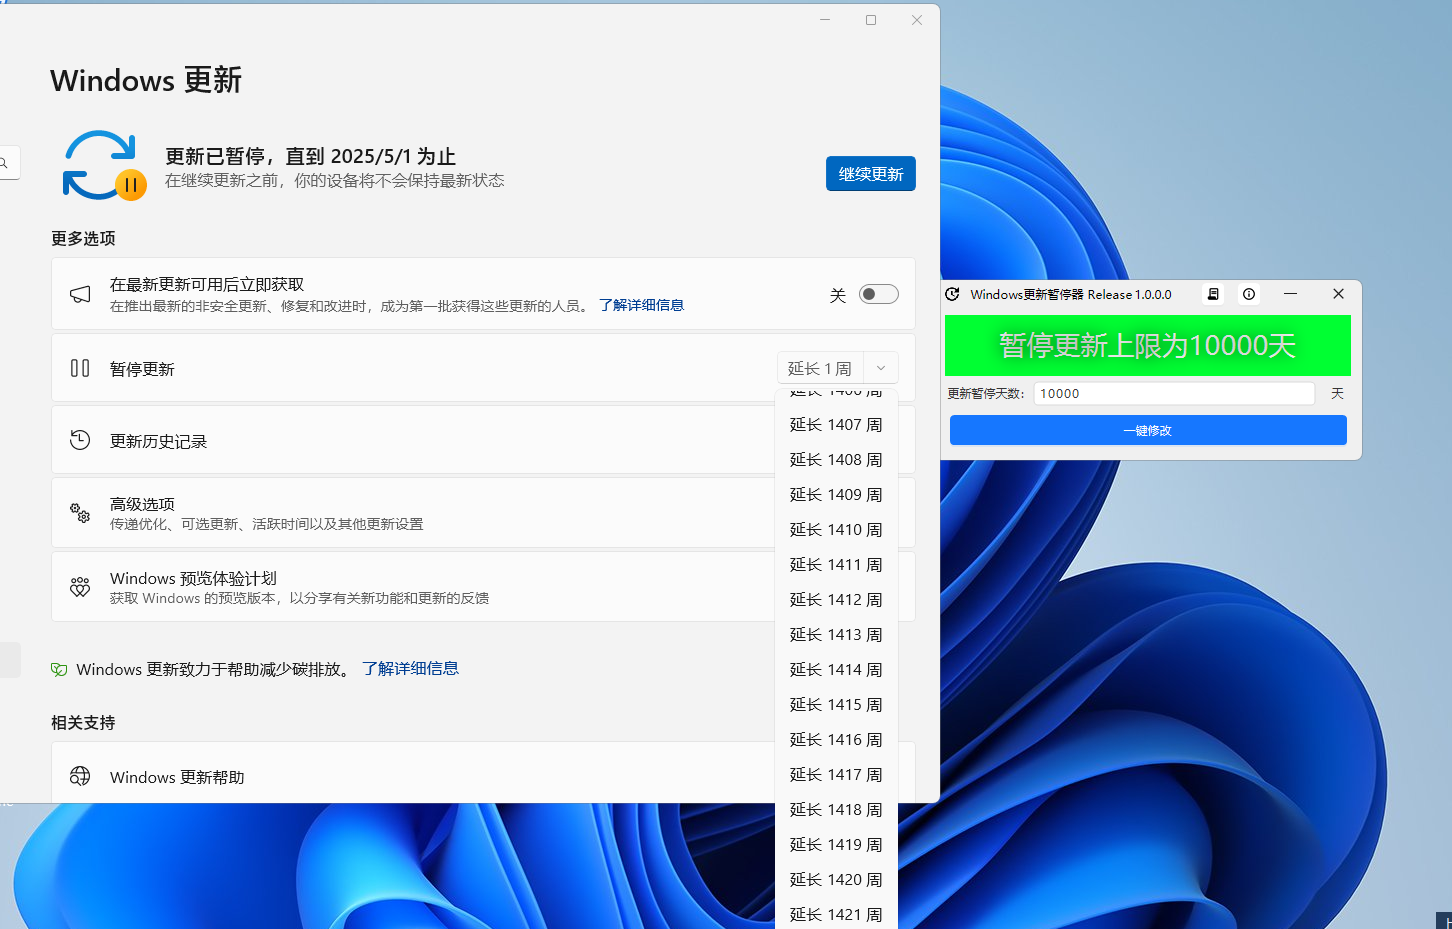 Windows 更新
更新已暂停，直到 2025/5/1 为止
在继续更新之前，你的设备将不会保持最新状态
继续更新
更多选项
在最新更新可用后立即获取
在推出最新的非安全更新、修复和改进时，成为第一批获得这些更新的人员。 了解详细信息
关
暂停更新
延长 1 周
更新历史记录
高级选项
传递优化、可选更新、活跃时间以及其他更新设置
Windows 预览体验计划
获取 Windows 的预览版本，以分享有关新功能和更新的反馈
Windows 更新致力于帮助减少碳排放。 了解详细信息
相关支持
Windows 更新帮助
延长 1406 周
延长 1407 周
延长 1408 周
延长 1409 周
延长 1410 周
延长 1411 周
延长 1412 周
延长 1413 周
延长 1414 周
延长 1415 周
延长 1416 周
延长 1417 周
延长 1418 周
延长 1419 周
延长 1420 周
延长 1421 周
Windows更新暂停器 Release 1.0.0.0
暂停更新上限为10000天
更新暂停天数: 10000 天
一键修改